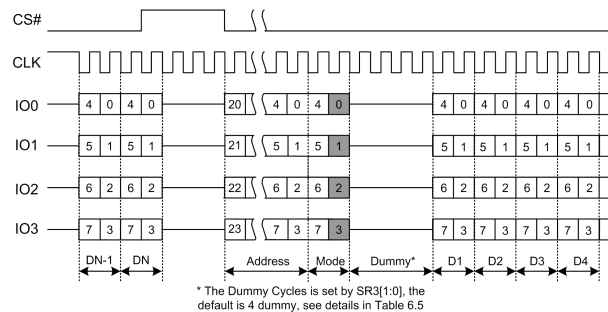 CS#
CLK
IO0 4 0 4 0 20 4 0 4 0 4 0 4 0 4 0 4 0
IO1 5 1 5 1 21 5 1 5 1 5 1 5 1 5 1 5 1
IO2 6 2 6 2 22 6 2 6 2 6 2 6 2 6 2 6 2
IO3 7 3 7 3 23 7 3 7 3 7 3 7 3 7 3 7 3
DN-1 DN Address Mode Dummy* D1 D2 D3 D4
* The Dummy Cycles is set by SR3[1:0], the
default is 4 dummy, see details in Table 6.5